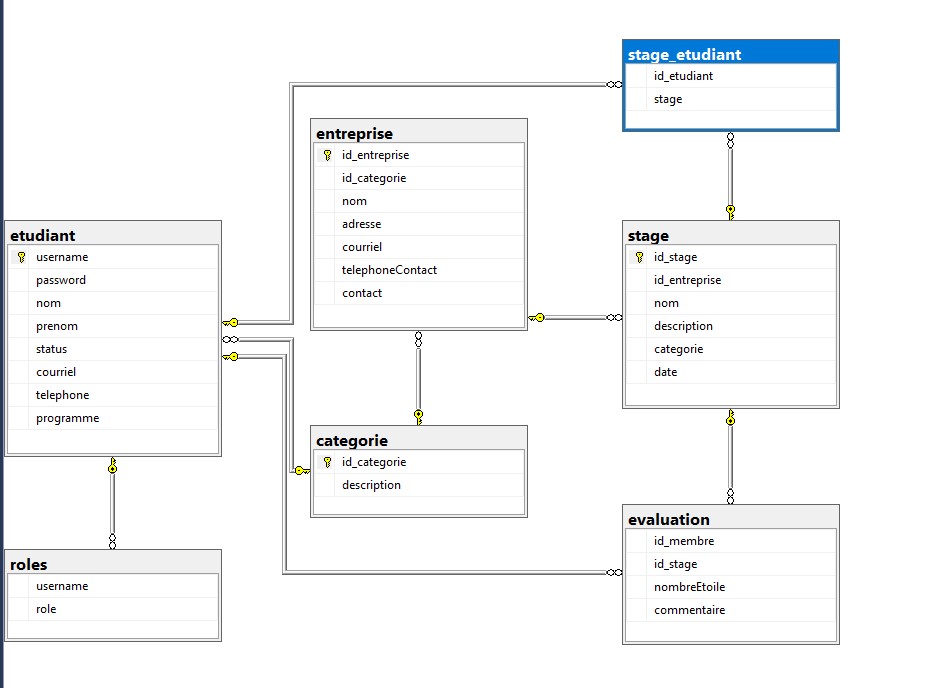 stage_etudiant
id_etudiant
stage
entreprise
id_entreprise
id_categorie
nom
adresse
courriel
telephoneContact
contact
etudiant
username
password
nom
prenom
status
courriel
telephone
programme
stage
id_stage
id_entreprise
nom
description
categorie
date
categorie
id_categorie
description
evaluation
id_membre
id_stage
nombreEtoile
commentaire
roles
username
role